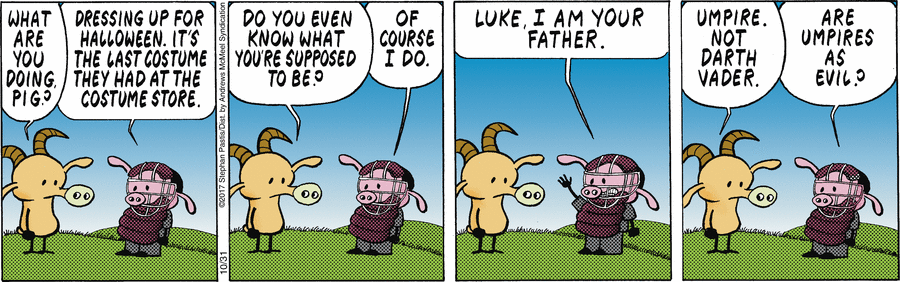 WHAT
ARE
YOU
DOING,
PIG?
DRESSING UP FOR
HALLOWEEN. IT'S
THE LAST COSTUME
THEY HAD AT THE
COSTUME STORE.
©2017 Stephan Pastis/Dist. by Andrews McMeel Syndication
10/31
DO YOU EVEN
KNOW WHAT
YOU'RE SUPPOSED
TO BE?
OF
COURSE
I DO.
LUKE, I AM YOUR
FATHER.
UMPIRE.
NOT
DARTH
VADER.
ARE
UMPIRES
AS
EVIL?